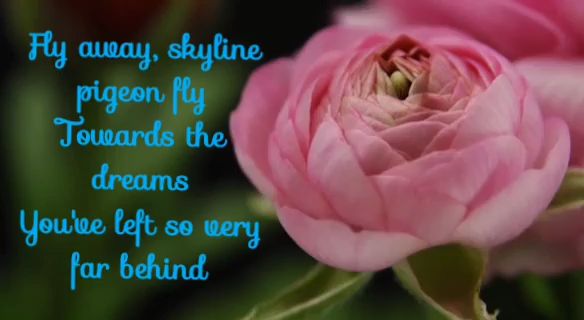 Fly away, skyline
pigeon fly
Towards the
dreams
You've left so very
far behind